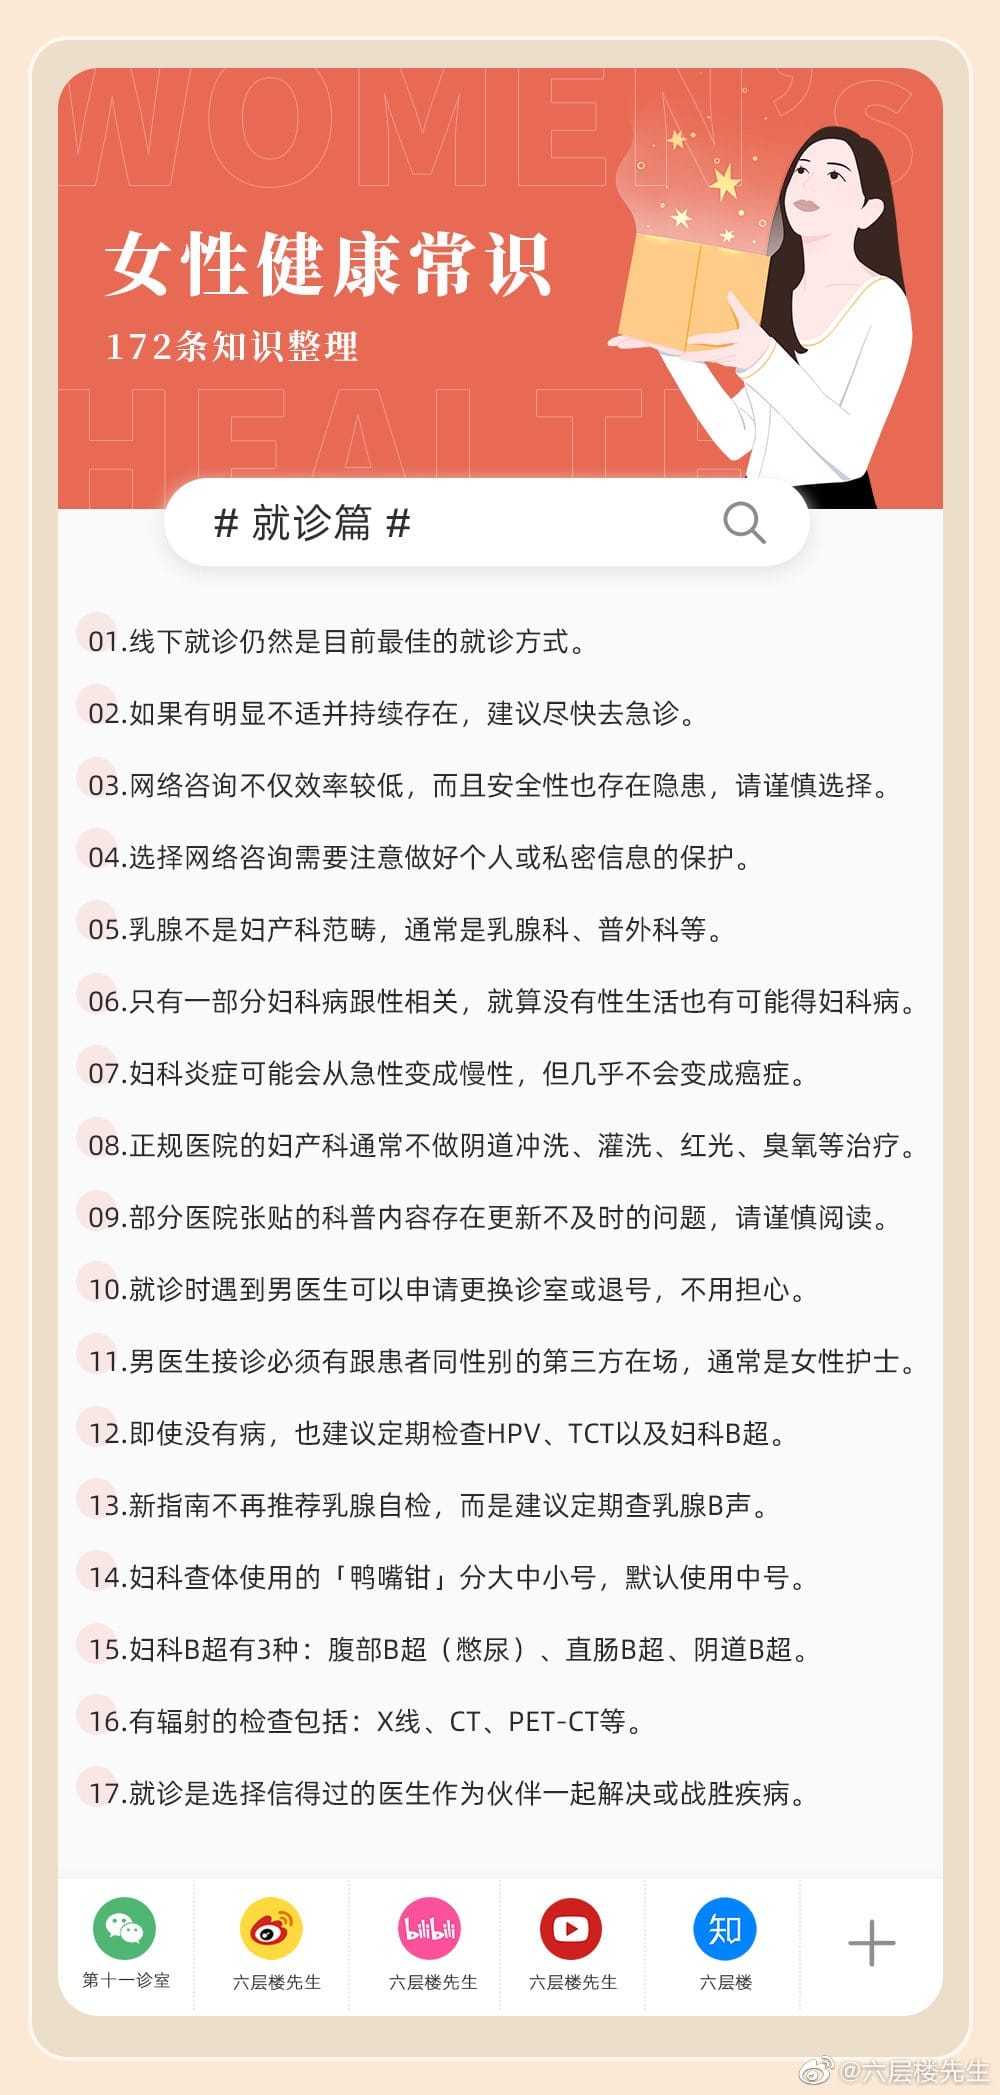 WOMEN'S
女性健康常识
172条知识整理
HEALTH
# 就诊篇 #
01.线下就诊仍然是目前最佳的就诊方式。
02.如果有明显不适并持续存在，建议尽快去急诊。
03.网络咨询不仅效率较低，而且安全性也存在隐患，请谨慎选择。
04.选择网络咨询需要注意做好个人或私密信息的保护。
05.乳腺不是妇产科范畴，通常是乳腺科、普外科等。
06.只有一部分妇科病跟性相关，就算没有性生活也有可能得妇科病。
07.妇科炎症可能会从急性变成慢性，但几乎不会变成癌症。
08.正规医院的妇产科通常不做阴道冲洗、灌洗、红光、臭氧等治疗。
09.部分医院张贴的科普内容存在更新不及时的问题，请谨慎阅读。
10.就诊时遇到男医生可以申请更换诊室或退号，不用担心。
11.男医生接诊必须有跟患者同性别的第三方在场，通常是女性护士。
12.即使没有病，也建议定期检查HPV、TCT以及妇科B超。
13.新指南不再推荐乳腺自检，而是建议定期查乳腺B声。
14.妇科查体使用的「鸭嘴钳」分大中小号，默认使用中号。
15.妇科B超有3种：腹部B超（憋尿）、直肠B超、阴道B超。
16.有辐射的检查包括：X线、CT、PET-CT等。
17.就诊是选择信得过的医生作为伙伴一起解决或战胜疾病。
bilibili
知
第十一诊室
六层楼先生
六层楼先生
六层楼先生
六层楼
@六层楼先生